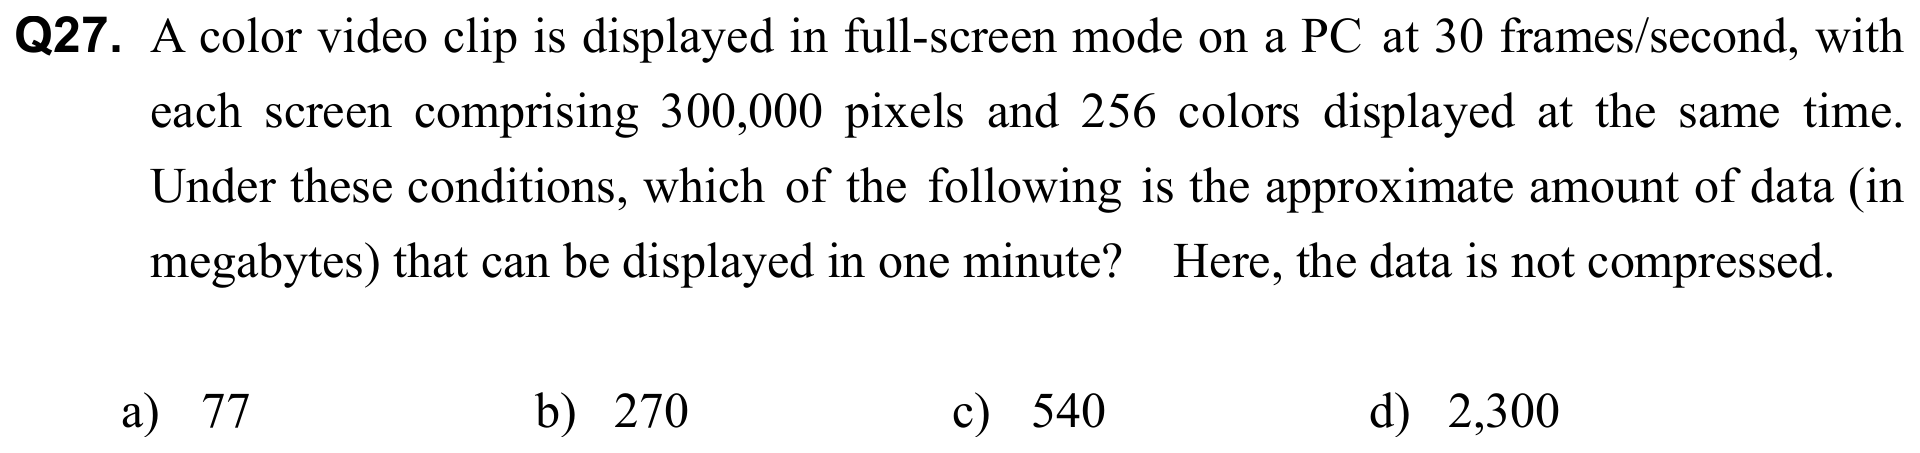 Q27. A color video clip is displayed in full-screen mode on a PC at 30 frames/second, with
each screen comprising 300,000 pixels and 256 colors displayed at the same time.
Under these conditions, which of the following is the approximate amount of data (in
megabytes) that can be displayed in one minute? Here, the data is not compressed.
a) 77 b) 270 c) 540 d) 2,300